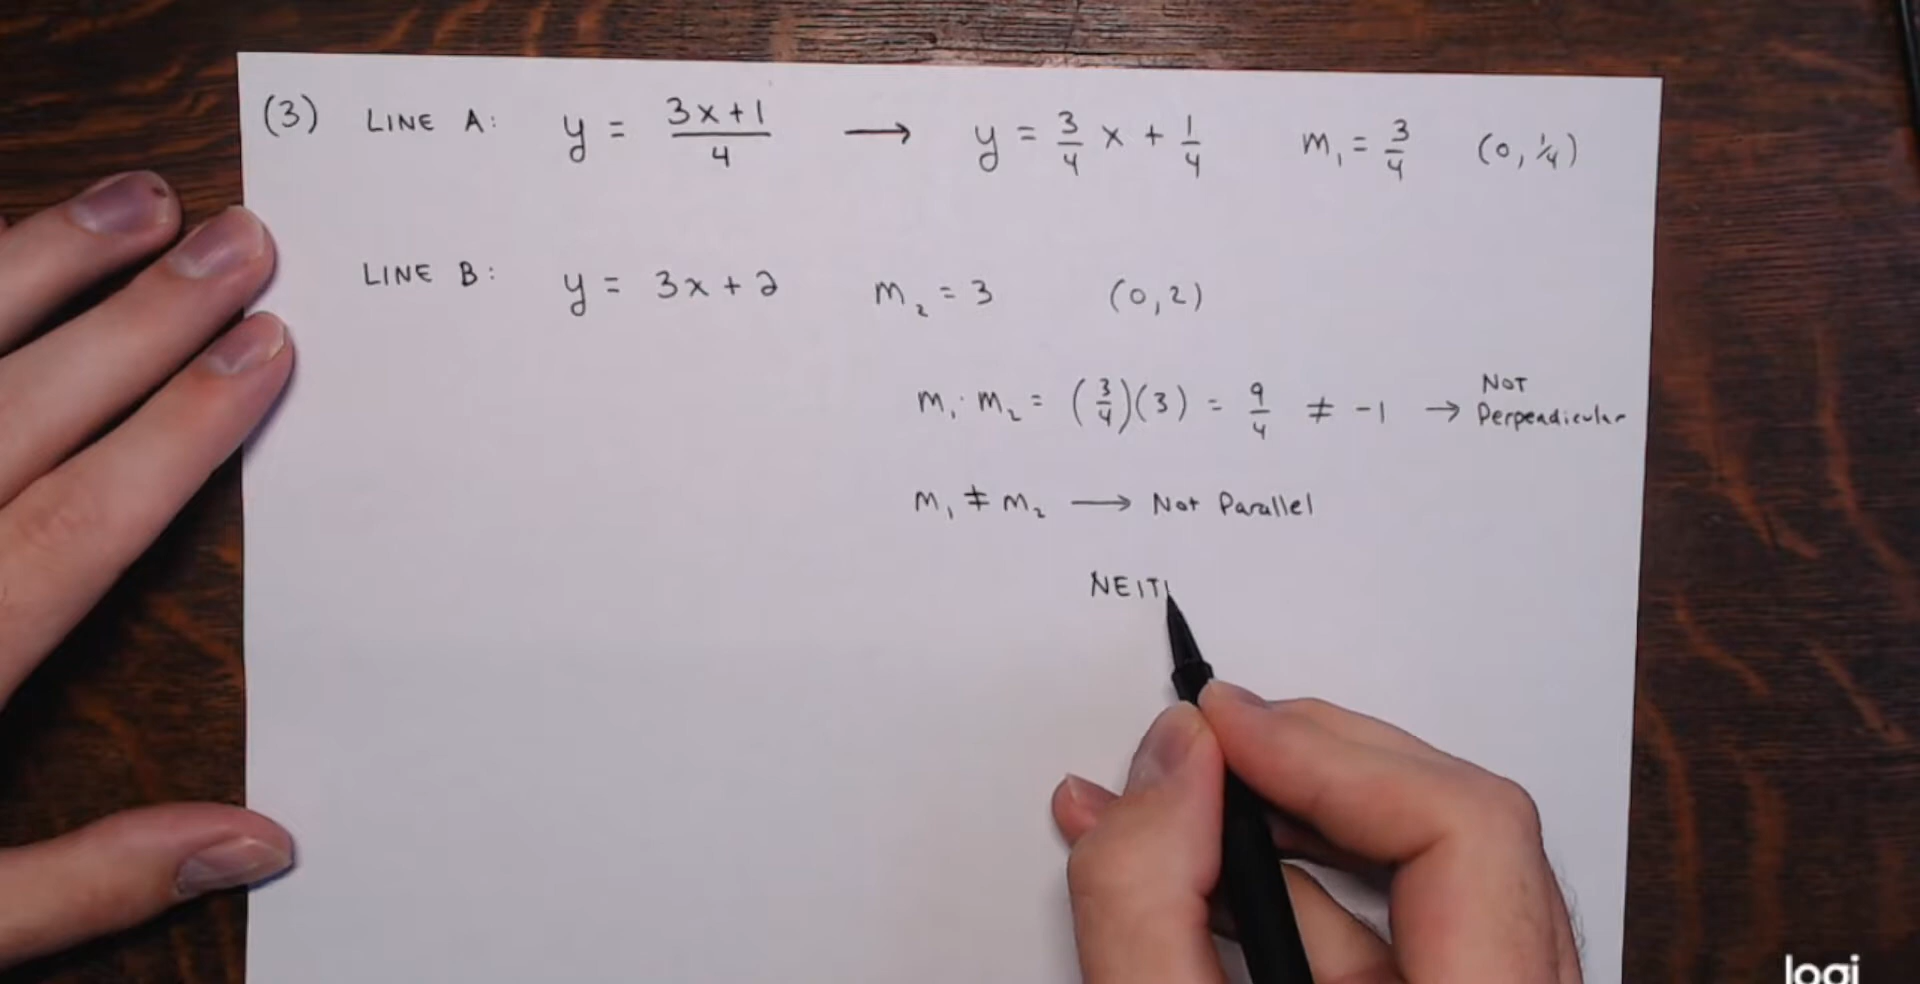 (3) LINE A: y = (3x+1)/4 → y = 3/4 x + 1/4 m₁ = 3/4 (0, 1/4)
LINE B: y = 3x + 2 m₂ = 3 (0,2)
m₁·m₂ = (3/4)(3) = 9/4 ≠ -1 → NOT Perpendicular
m₁ ≠ m₂ → Not Parallel
NEIT
logi